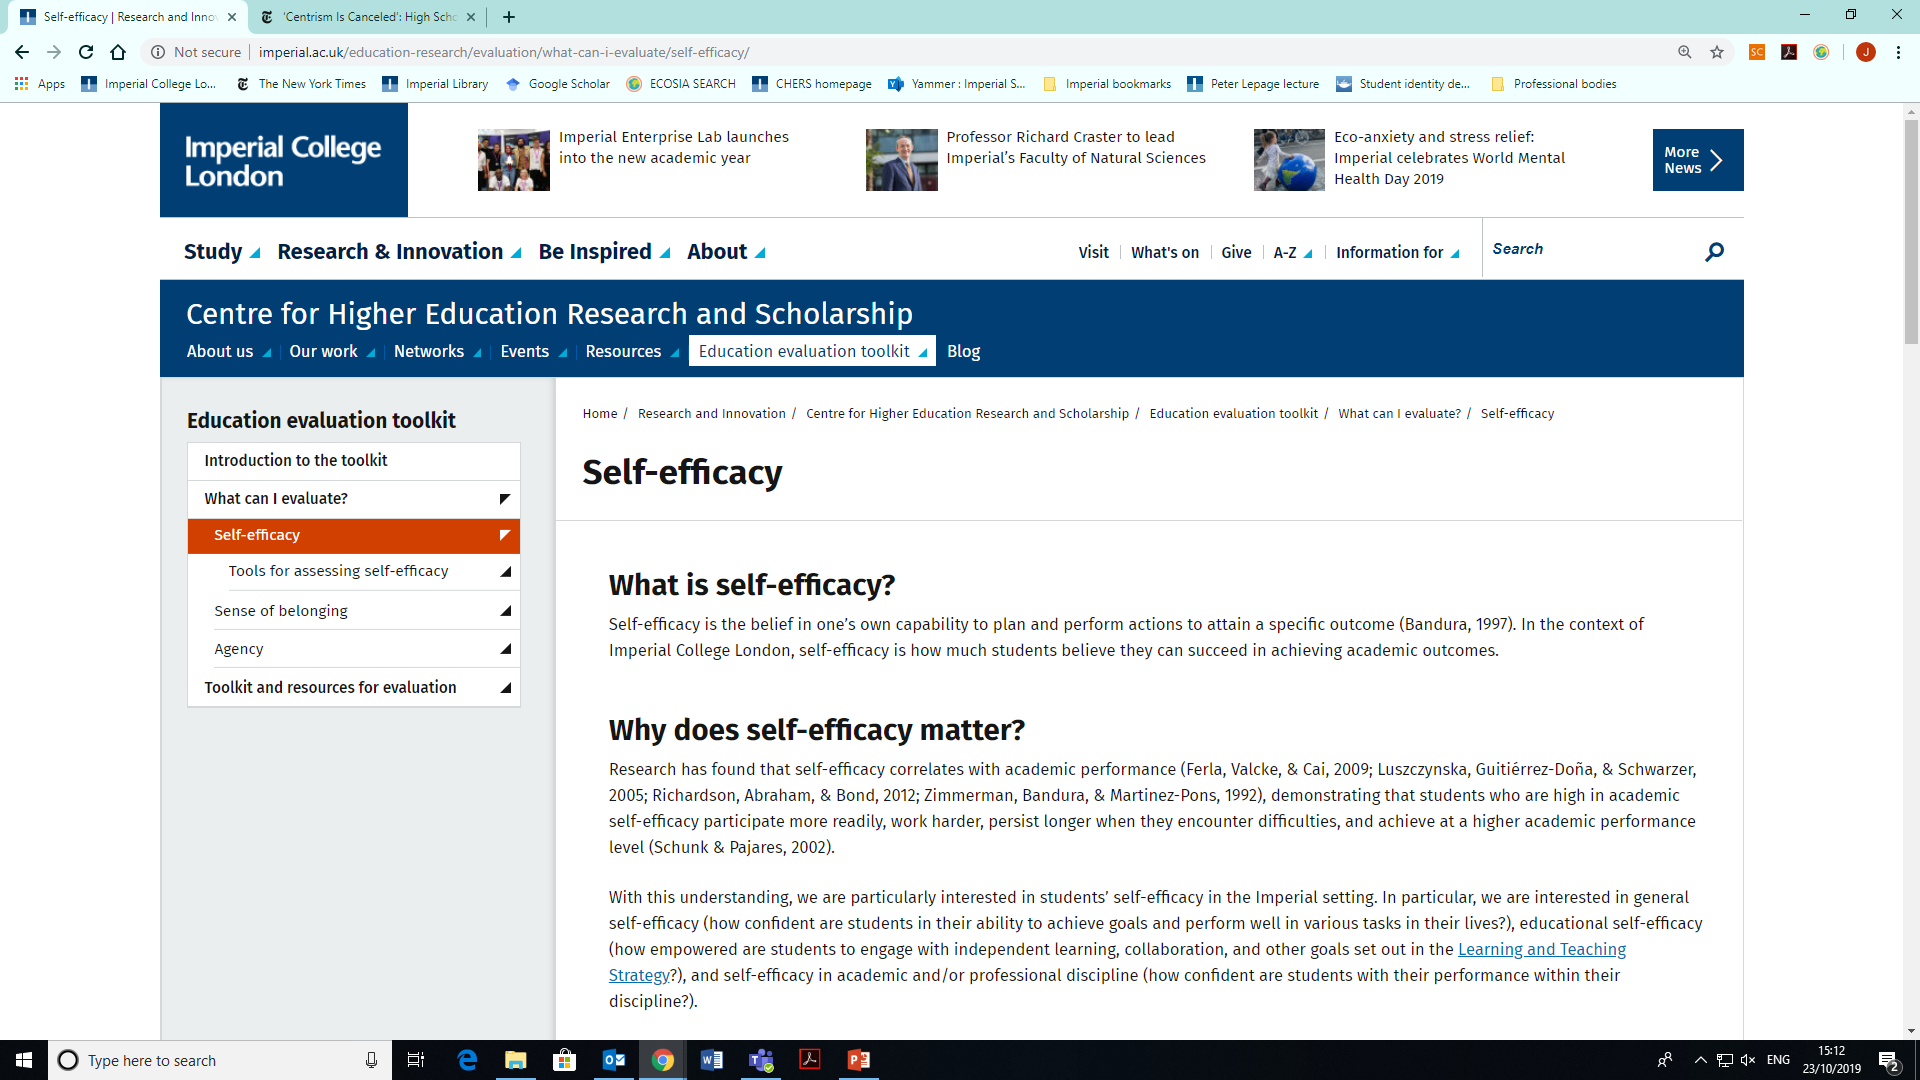 Self-efficacy | Research and Innov
'Centrism Is Canceled': High Scho
Not secure
imperial.ac.uk/education-research/evaluation/what-can-i-evaluate/self-efficacy/
SC
J
Apps
Imperial College Lo...
The New York Times
Imperial Library
Google Scholar
ECOSIA SEARCH
CHERS homepage
Yammer : Imperial S...
Imperial bookmarks
Peter Lepage lecture
Student identity de...
Professional bodies
Imperial College
London
Imperial Enterprise Lab launches
into the new academic year
Professor Richard Craster to lead
Imperial’s Faculty of Natural Sciences
Eco-anxiety and stress relief:
Imperial celebrates World Mental
Health Day 2019
More
News
Study
Research & Innovation
Be Inspired
About
Visit
What's on
Give
A-Z
Information for
Search
Centre for Higher Education Research and Scholarship
About us
Our work
Networks
Events
Resources
Education evaluation toolkit
Blog
Education evaluation toolkit
Introduction to the toolkit
What can I evaluate?
Self-efficacy
Tools for assessing self-efficacy
Sense of belonging
Agency
Toolkit and resources for evaluation
Home / Research and Innovation / Centre for Higher Education Research and Scholarship / Education evaluation toolkit / What can I evaluate? / Self-efficacy
Self-efficacy
What is self-efficacy?
Self-efficacy is the belief in one’s own capability to plan and perform actions to attain a specific outcome (Bandura, 1997). In the context of
Imperial College London, self-efficacy is how much students believe they can succeed in achieving academic outcomes.
Why does self-efficacy matter?
Research has found that self-efficacy correlates with academic performance (Ferla, Valcke, & Cai, 2009; Luszczynska, Guitiérrez-Doña, & Schwarzer,
2005; Richardson, Abraham, & Bond, 2012; Zimmerman, Bandura, & Martinez-Pons, 1992), demonstrating that students who are high in academic
self-efficacy participate more readily, work harder, persist longer when they encounter difficulties, and achieve at a higher academic performance
level (Schunk & Pajares, 2002).
With this understanding, we are particularly interested in students’ self-efficacy in the Imperial setting. In particular, we are interested in general
self-efficacy (how confident are students in their ability to achieve goals and perform well in various tasks in their lives?), educational self-efficacy
(how empowered are students to engage with independent learning, collaboration, and other goals set out in the Learning and Teaching
Strategy?), and self-efficacy in academic and/or professional discipline (how confident are students with their performance within their
discipline?).
Type here to search
ENG
15:12
23/10/2019
2